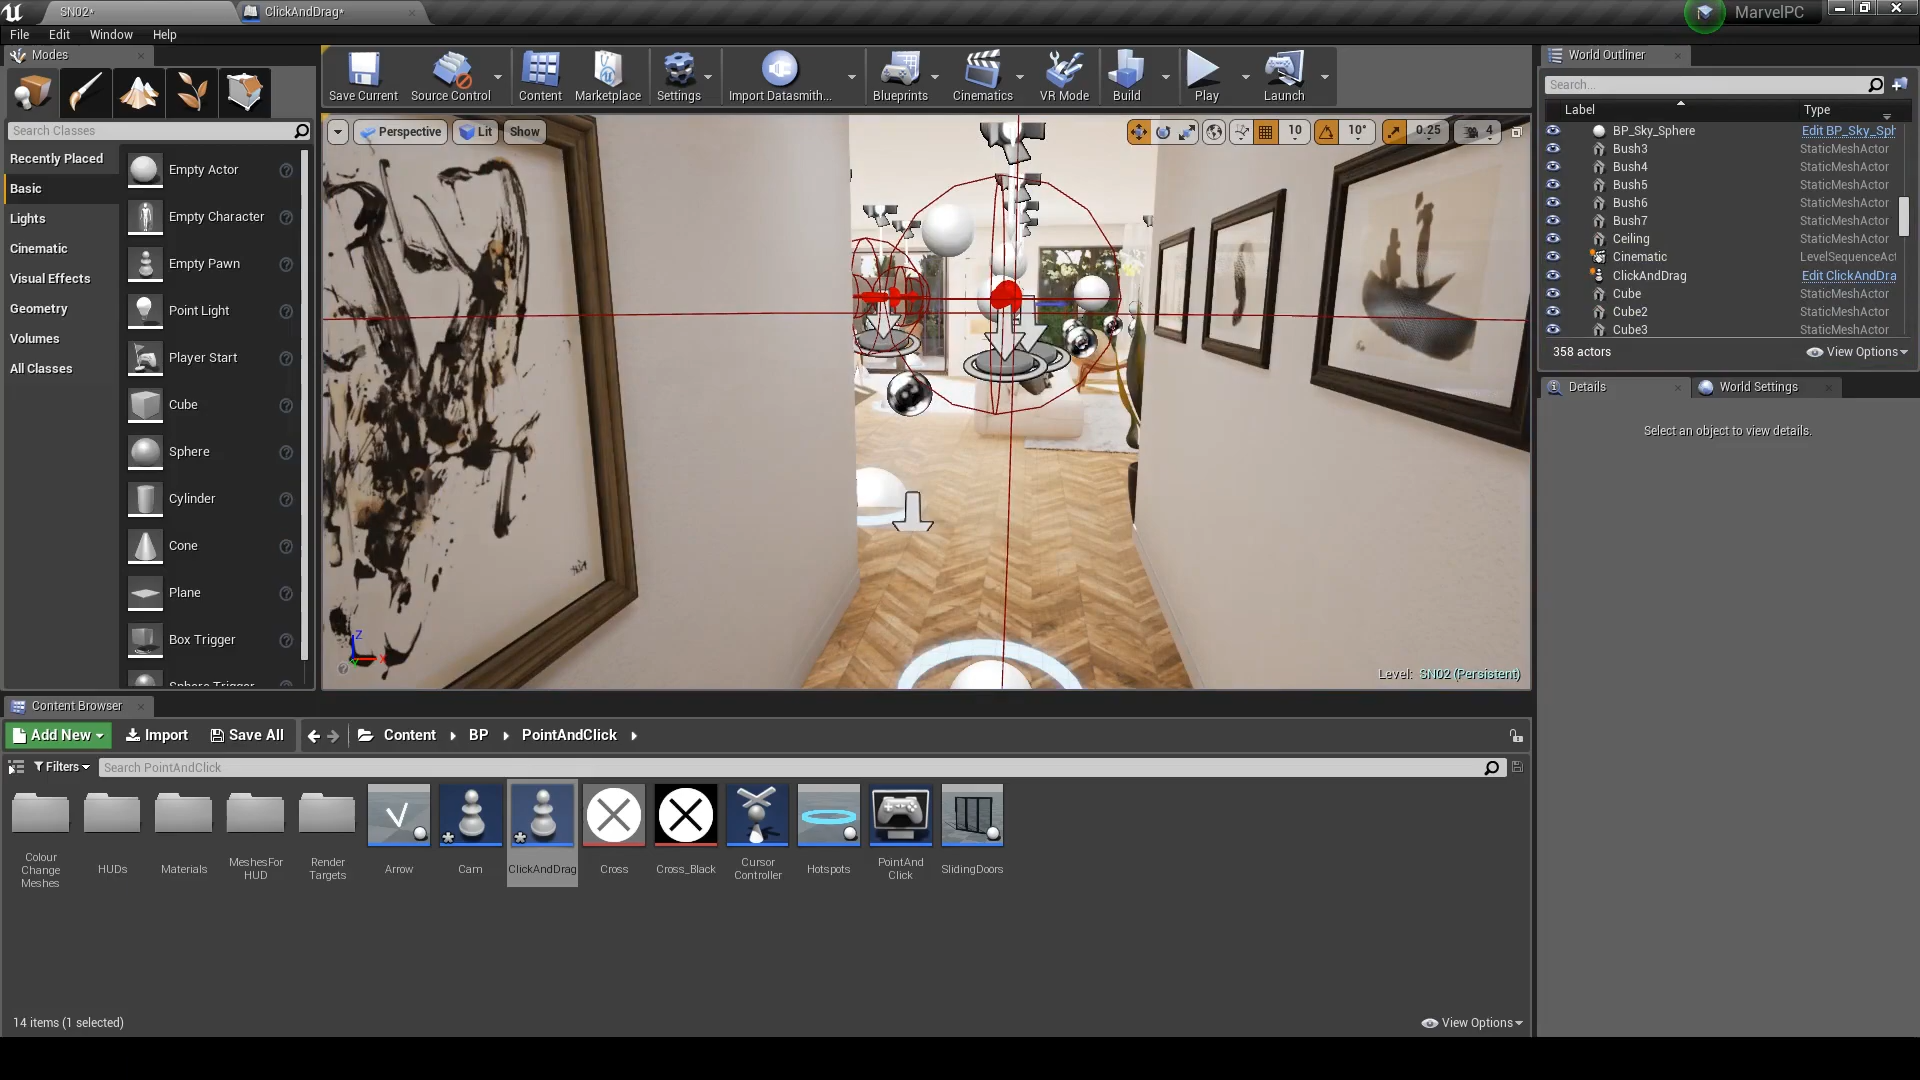 SN02*
ClickAndDrag*
MarvelPC
File Edit Window Help
Modes
Search Classes
Recently Placed
Basic
Lights
Cinematic
Visual Effects
Geometry
Volumes
All Classes
Empty Actor
Empty Character
Empty Pawn
Point Light
Player Start
Cube
Sphere
Cylinder
Cone
Plane
Box Trigger
Sphere Trigger
Save Current
Source Control
Content
Marketplace
Settings
Import Datasmith...
Blueprints
Cinematics
VR Mode
Build
Play
Launch
Perspective
Lit
Show
10
10°
0.25
4
Z
X
Level: SN02 (Persistent)
World Outliner
Search...
Label Type
BP_Sky_Sphere Edit BP_Sky_Sph
Bush3 StaticMeshActor
Bush4 StaticMeshActor
Bush5 StaticMeshActor
Bush6 StaticMeshActor
Bush7 StaticMeshActor
Ceiling StaticMeshActor
Cinematic LevelSequenceAct
ClickAndDrag Edit ClickAndDra
Cube StaticMeshActor
Cube2 StaticMeshActor
Cube3 StaticMeshActor
358 actors
View Options
Details
World Settings
Select an object to view details.
Content Browser
Add New
Import
Save All
Content
BP
PointAndClick
Filters
Search PointAndClick
Colour
Change
Meshes
HUDs
Materials
MeshesFor
HUD
Render
Targets
Arrow
Cam
ClickAndDrag
Cross
Cross_Black
Cursor
Controller
Hotspots
PointAnd
Click
SlidingDoors
14 items (1 selected)
View Options